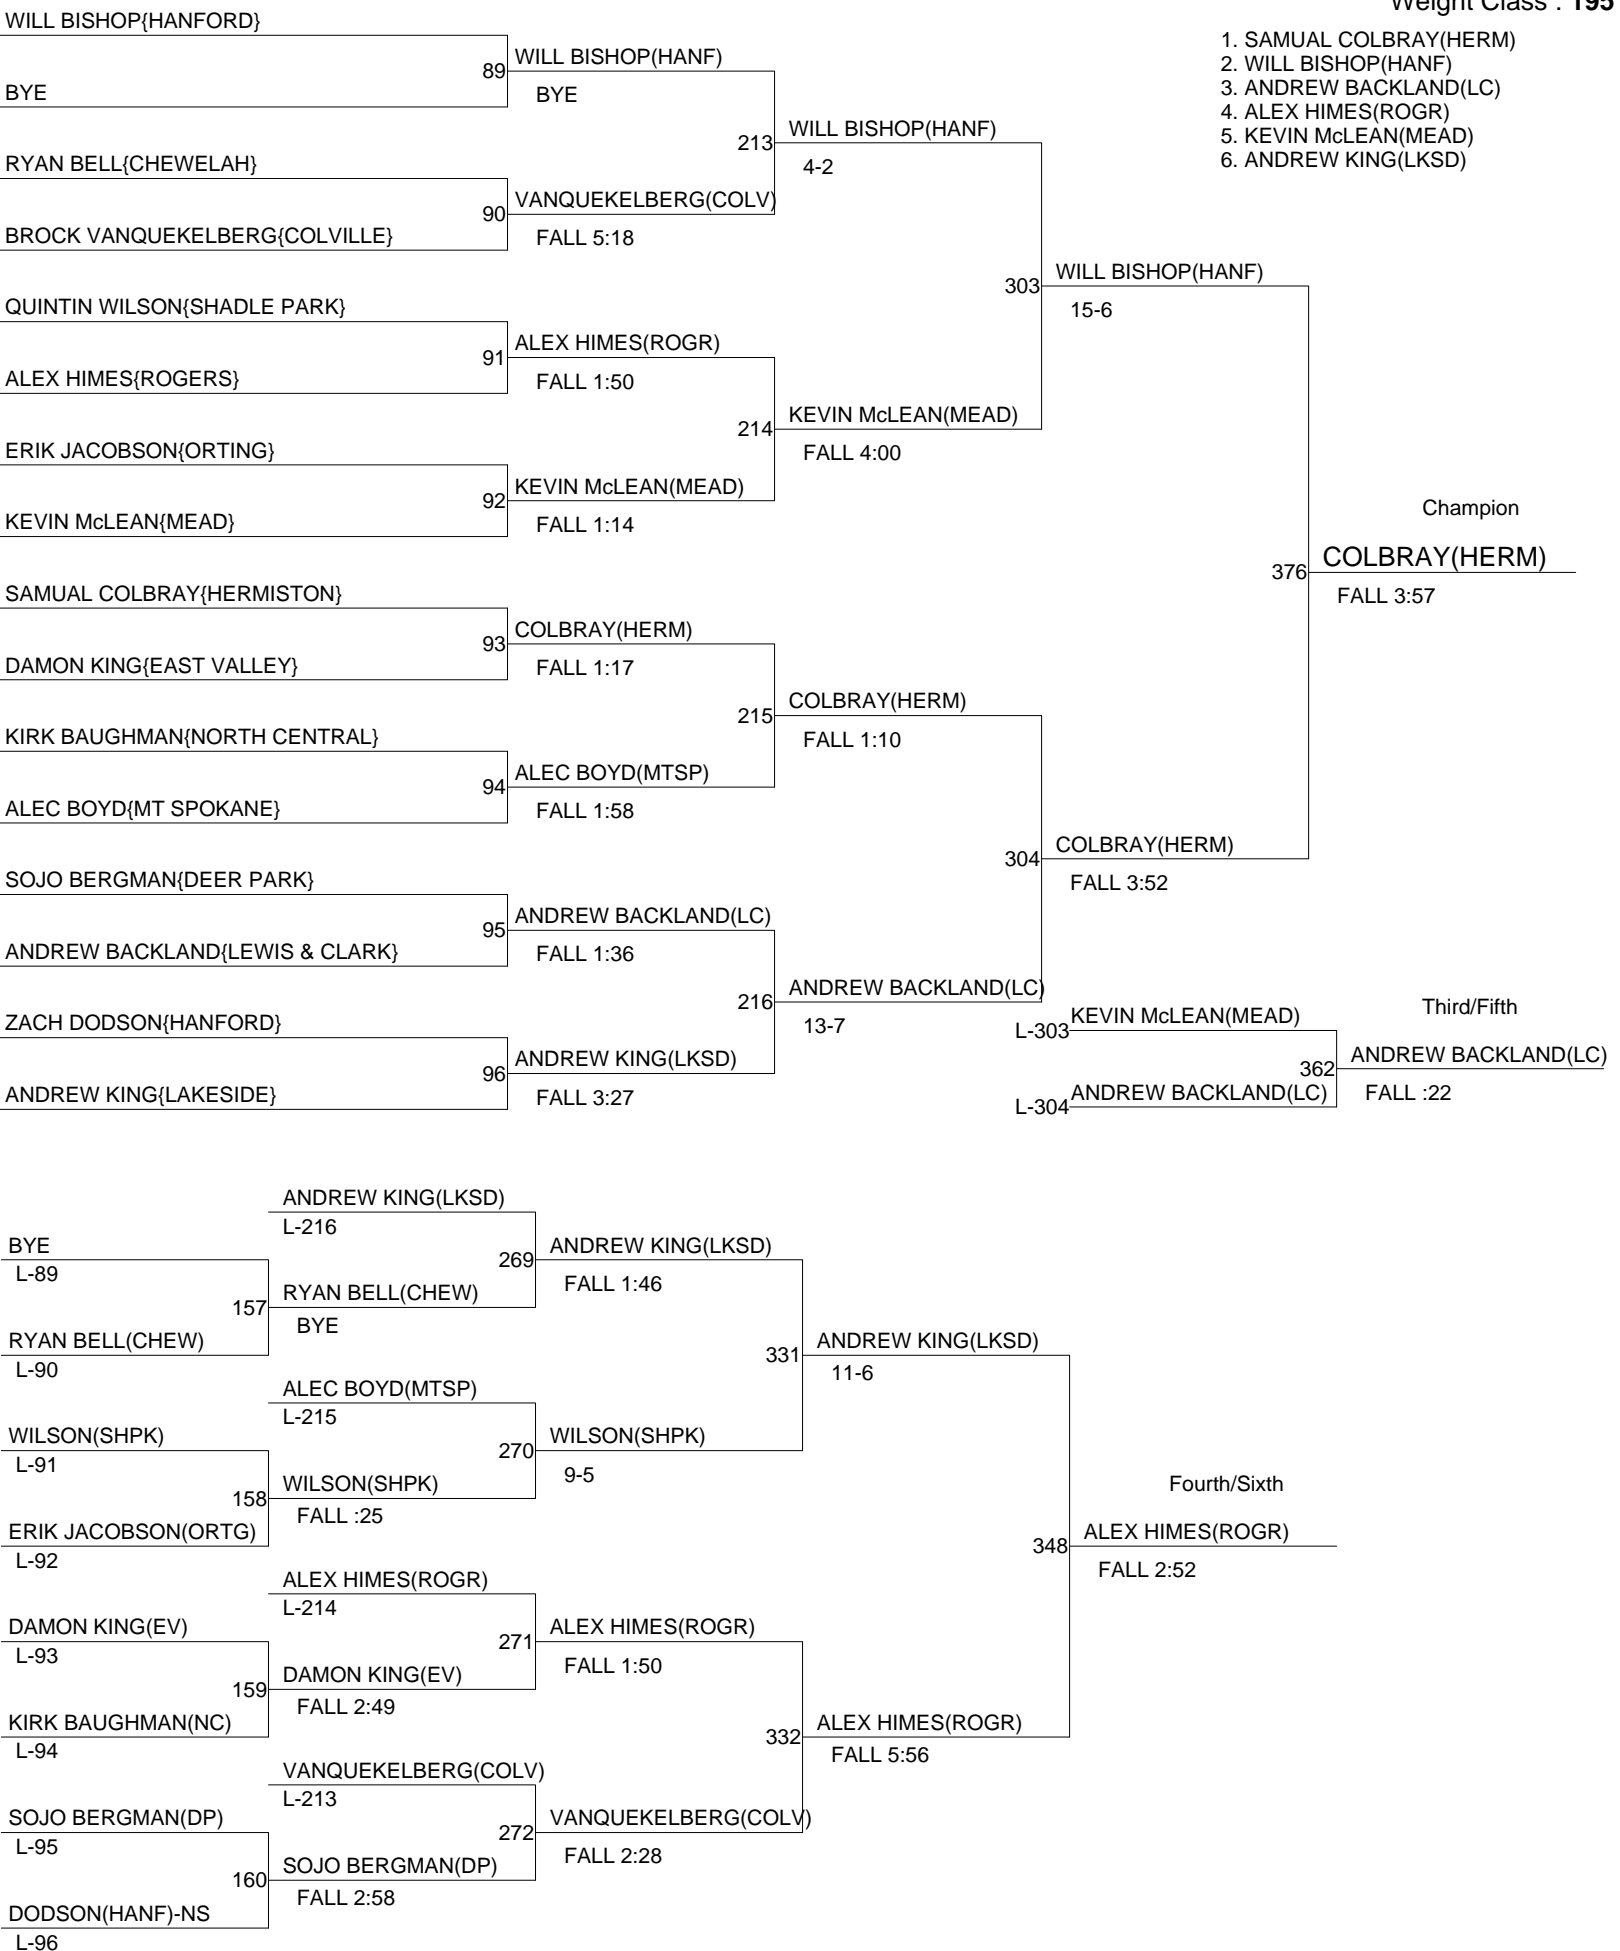 Weight Class : 195
1. SAMUAL COLBRAY(HERM)
2. WILL BISHOP(HANF)
3. ANDREW BACKLAND(LC)
4. ALEX HIMES(ROGR)
5. KEVIN McLEAN(MEAD)
6. ANDREW KING(LKSD)
WILL BISHOP{HANFORD}
BYE
RYAN BELL{CHEWELAH}
BROCK VANQUEKELBERG{COLVILLE}
QUINTIN WILSON{SHADLE PARK}
ALEX HIMES{ROGERS}
ERIK JACOBSON{ORTING}
KEVIN McLEAN{MEAD}
SAMUAL COLBRAY{HERMISTON}
DAMON KING{EAST VALLEY}
KIRK BAUGHMAN{NORTH CENTRAL}
ALEC BOYD{MT SPOKANE}
SOJO BERGMAN{DEER PARK}
ANDREW BACKLAND{LEWIS & CLARK}
ZACH DODSON{HANFORD}
ANDREW KING{LAKESIDE}
89
WILL BISHOP(HANF)
BYE
90
VANQUEKELBERG(COLV)
FALL 5:18
91
ALEX HIMES(ROGR)
FALL 1:50
92
KEVIN McLEAN(MEAD)
FALL 1:14
93
COLBRAY(HERM)
FALL 1:17
94
ALEC BOYD(MTSP)
FALL 1:58
95
ANDREW BACKLAND(LC)
FALL 1:36
96
ANDREW KING(LKSD)
FALL 3:27
213
WILL BISHOP(HANF)
4-2
214
KEVIN McLEAN(MEAD)
FALL 4:00
215
COLBRAY(HERM)
FALL 1:10
216
ANDREW BACKLAND(LC)
13-7
303
WILL BISHOP(HANF)
15-6
304
COLBRAY(HERM)
FALL 3:52
Champion
376
COLBRAY(HERM)
FALL 3:57
Third/Fifth
L-303
KEVIN McLEAN(MEAD)
L-304
ANDREW BACKLAND(LC)
362
ANDREW BACKLAND(LC)
FALL :22
BYE
L-89
RYAN BELL(CHEW)
L-90
WILSON(SHPK)
L-91
ERIK JACOBSON(ORTG)
L-92
DAMON KING(EV)
L-93
KIRK BAUGHMAN(NC)
L-94
SOJO BERGMAN(DP)
L-95
DODSON(HANF)-NS
L-96
ANDREW KING(LKSD)
L-216
157
RYAN BELL(CHEW)
BYE
ALEC BOYD(MTSP)
L-215
158
WILSON(SHPK)
FALL :25
ALEX HIMES(ROGR)
L-214
159
DAMON KING(EV)
FALL 2:49
VANQUEKELBERG(COLV)
L-213
160
SOJO BERGMAN(DP)
FALL 2:58
269
ANDREW KING(LKSD)
FALL 1:46
270
WILSON(SHPK)
9-5
271
ALEX HIMES(ROGR)
FALL 1:50
272
VANQUEKELBERG(COLV)
FALL 2:28
331
ANDREW KING(LKSD)
11-6
332
ALEX HIMES(ROGR)
FALL 5:56
Fourth/Sixth
348
ALEX HIMES(ROGR)
FALL 2:52